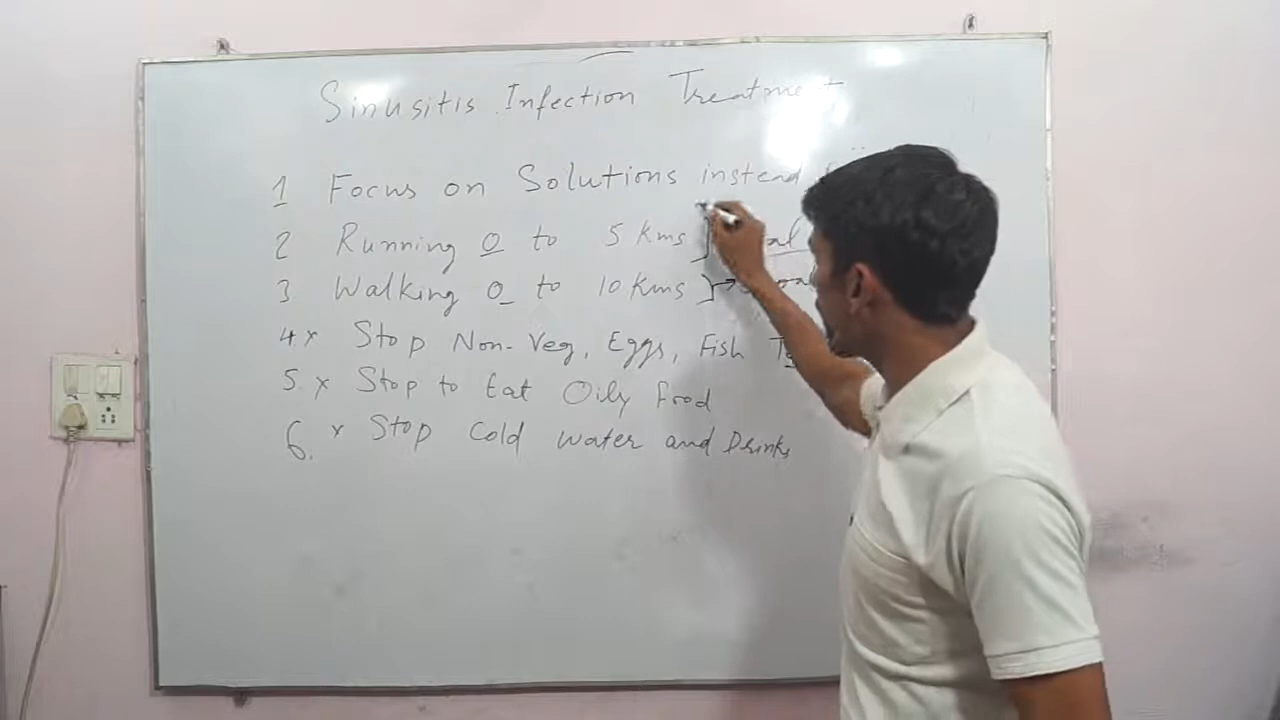 Sinusitis Infection Treatment
1 Focus on Solutions instead
2 Running 0 to 5 Kms }
3 Walking 0 to 10 Kms } →
4 x Stop Non-Veg, Eggs, Fish
5. x Stop to Eat Oily Food
6. x Stop Cold Water and Drinks